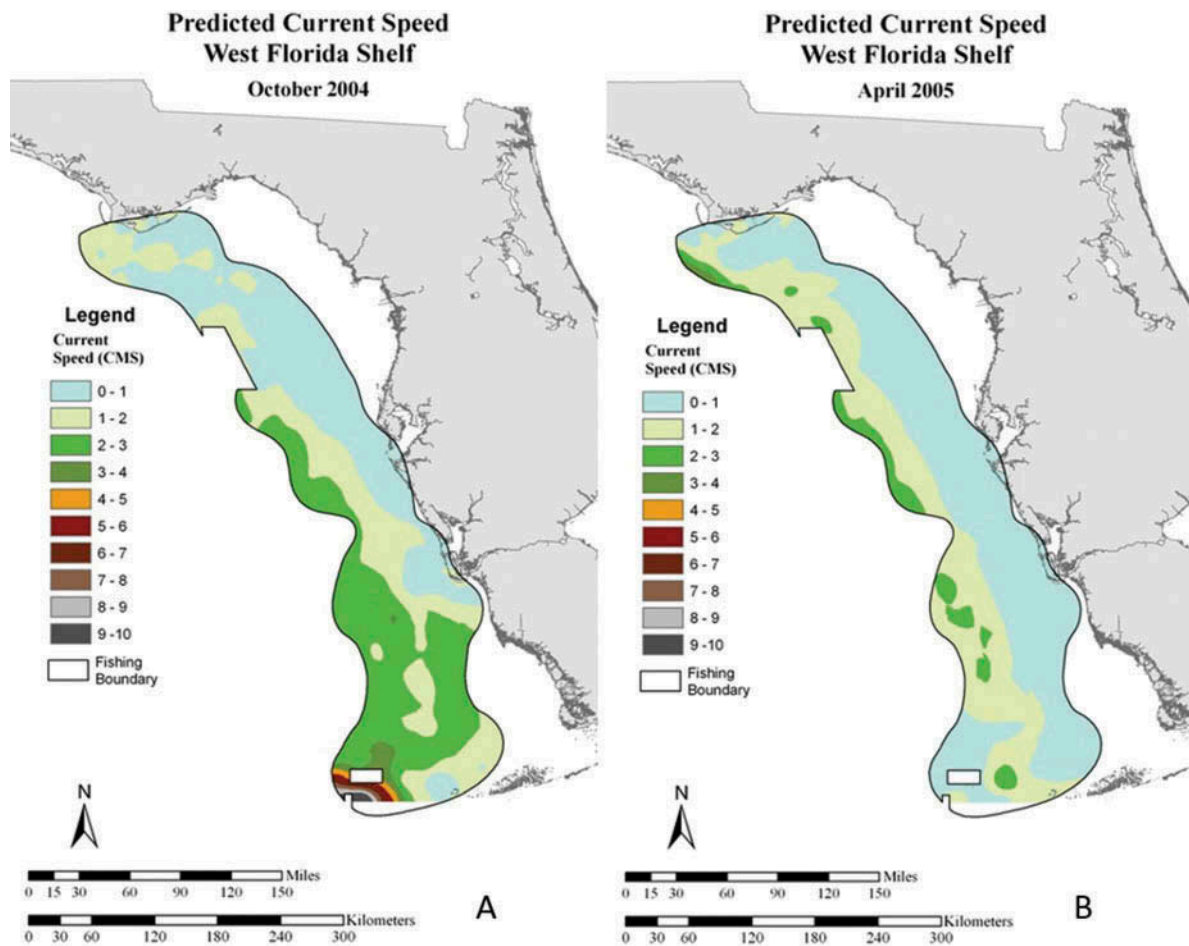 Predicted Current Speed
West Florida Shelf
October 2004
Legend
Current
Speed (CMS)
0 - 1
1 - 2
2 - 3
3 - 4
4 - 5
5 - 6
6 - 7
7 - 8
8 - 9
9 - 10
Fishing
Boundary
N
Miles
0 15 30 60 90 120 150
Kilometers
0 30 60 120 180 240 300
A
Predicted Current Speed
West Florida Shelf
April 2005
Legend
Current
Speed (CMS)
0 - 1
1 - 2
2 - 3
3 - 4
4 - 5
5 - 6
6 - 7
7 - 8
8 - 9
9 - 10
Fishing
Boundary
N
Miles
0 15 30 60 90 120 150
Kilometers
0 30 60 120 180 240 300
B